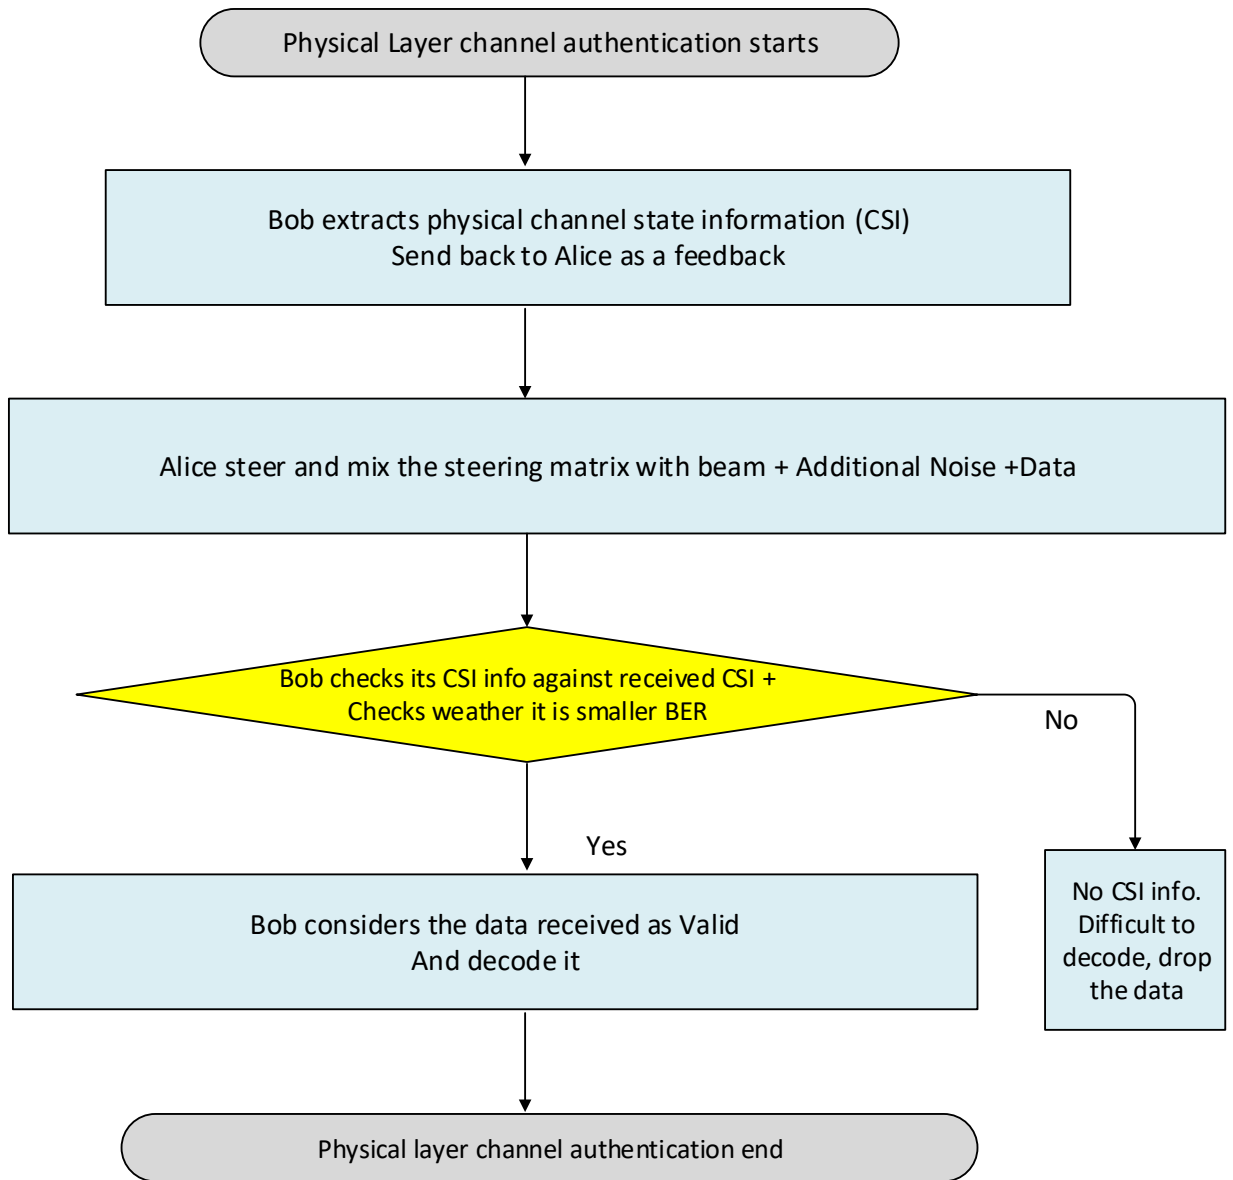 Physical Layer channel authentication starts
Bob extracts physical channel state information (CSI)
Send back to Alice as a feedback
Alice steer and mix the steering matrix with beam + Additional Noise +Data
Bob checks its CSI info against received CSI +
Checks weather it is smaller BER
No
Yes
Bob considers the data received as Valid
And decode it
No CSI info.
Difficult to
decode, drop
the data
Physical layer channel authentication end